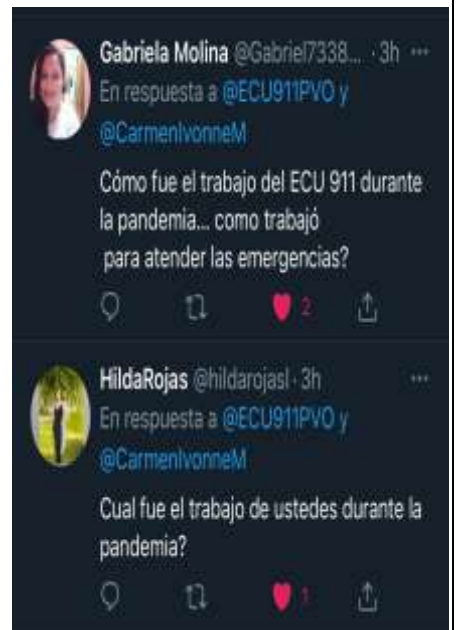 Gabriela Molina @Gabriel7338... · 3h ···
En respuesta a @ECU911PVO y
@CarmenIvonneM
Cómo fue el trabajo del ECU 911 durante
la pandemia... como trabajó
para atender las emergencias?
2
HildaRojas @hildarojasl · 3h ···
En respuesta a @ECU911PVO y
@CarmenIvonneM
Cual fue el trabajo de ustedes durante la
pandemia?
1